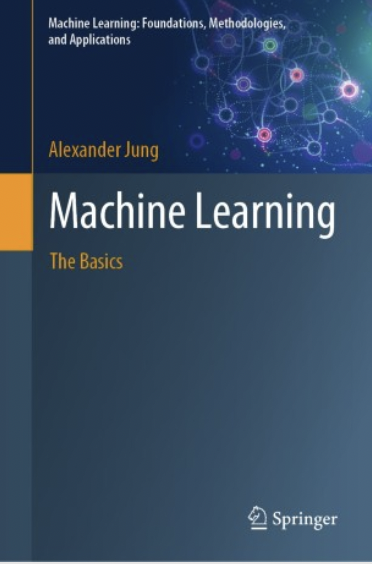 Machine Learning: Foundations, Methodologies,
and Applications
Alexander Jung
Machine Learning
The Basics
Springer